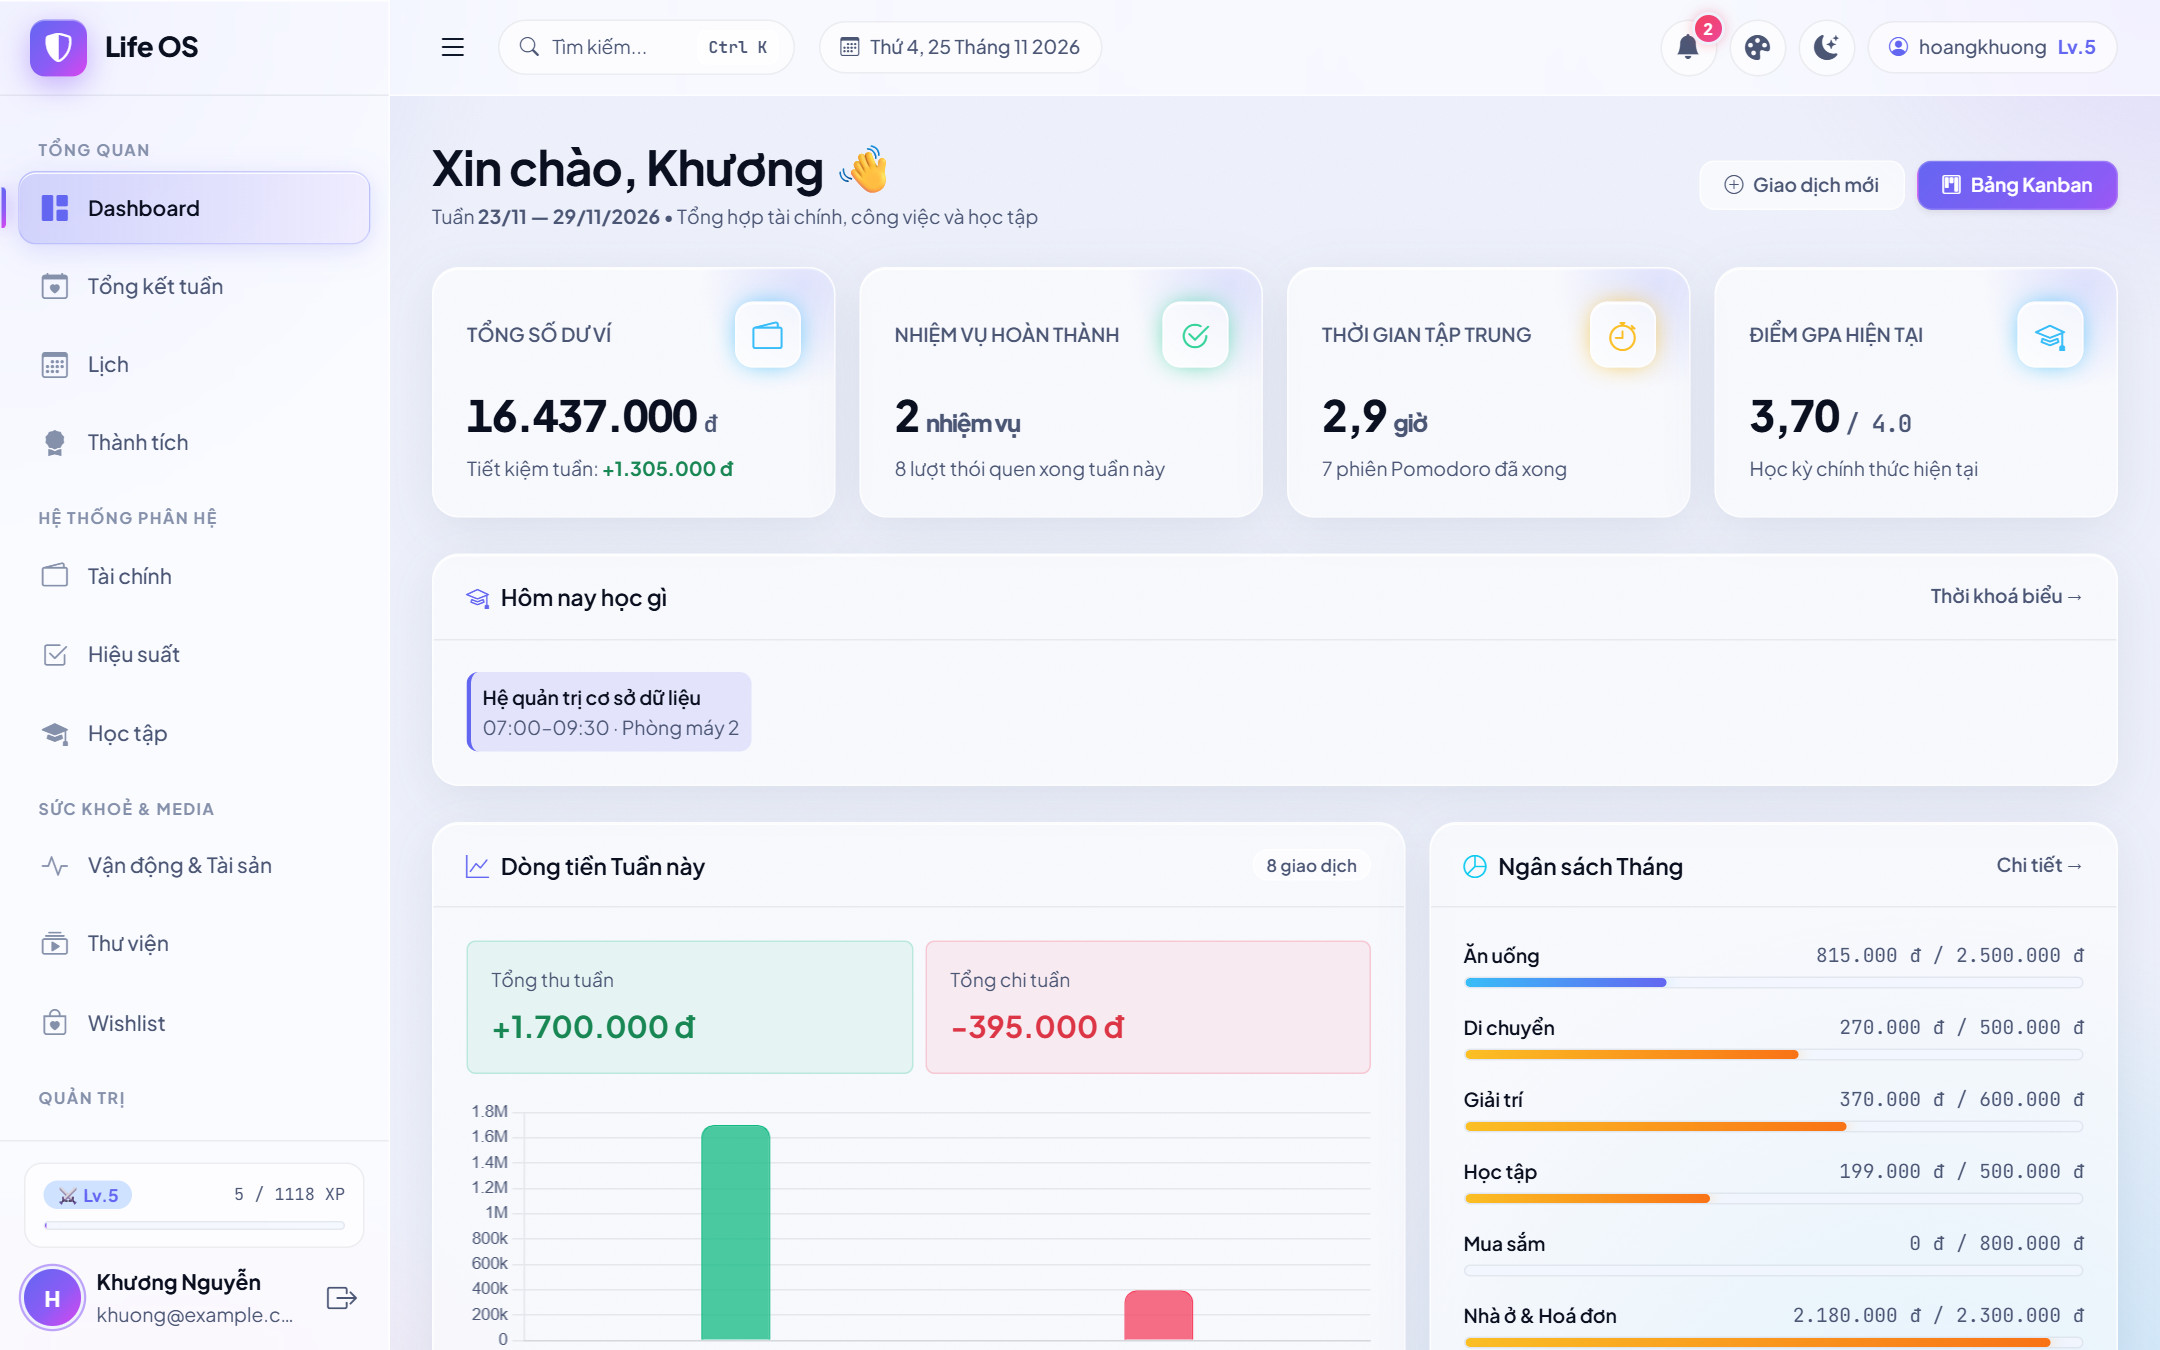 Life OS
TỔNG QUAN
Dashboard
Tổng kết tuần
Lịch
Thành tích
HỆ THỐNG PHÂN HỆ
Tài chính
Hiệu suất
Học tập
SỨC KHOẺ & MEDIA
Vận động & Tài sản
Thư viện
Wishlist
QUẢN TRỊ
Lv.5 5 / 1118 XP
H
Khương Nguyễn
khuong@example.c...
Tìm kiếm... Ctrl K
Thứ 4, 25 Tháng 11 2026
2
hoangkhuong Lv.5
Xin chào, Khương 👋
Tuần 23/11 — 29/11/2026 • Tổng hợp tài chính, công việc và học tập
Giao dịch mới
Bảng Kanban
TỔNG SỐ DƯ VÍ
16.437.000 đ
Tiết kiệm tuần: +1.305.000 đ
NHIỆM VỤ HOÀN THÀNH
2 nhiệm vụ
8 lượt thói quen xong tuần này
THỜI GIAN TẬP TRUNG
2,9 giờ
7 phiên Pomodoro đã xong
ĐIỂM GPA HIỆN TẠI
3,70 / 4.0
Học kỳ chính thức hiện tại
Hôm nay học gì
Thời khoá biểu →
Hệ quản trị cơ sở dữ liệu
07:00–09:30 · Phòng máy 2
Dòng tiền Tuần này
8 giao dịch
Tổng thu tuần
+1.700.000 đ
Tổng chi tuần
-395.000 đ
1.8M
1.6M
1.4M
1.2M
1M
800k
600k
400k
200k
0
Ngân sách Tháng
Chi tiết →
Ăn uống 815.000 đ / 2.500.000 đ
Di chuyển 270.000 đ / 500.000 đ
Giải trí 370.000 đ / 600.000 đ
Học tập 199.000 đ / 500.000 đ
Mua sắm 0 đ / 800.000 đ
Nhà ở & Hoá đơn 2.180.000 đ / 2.300.000 đ